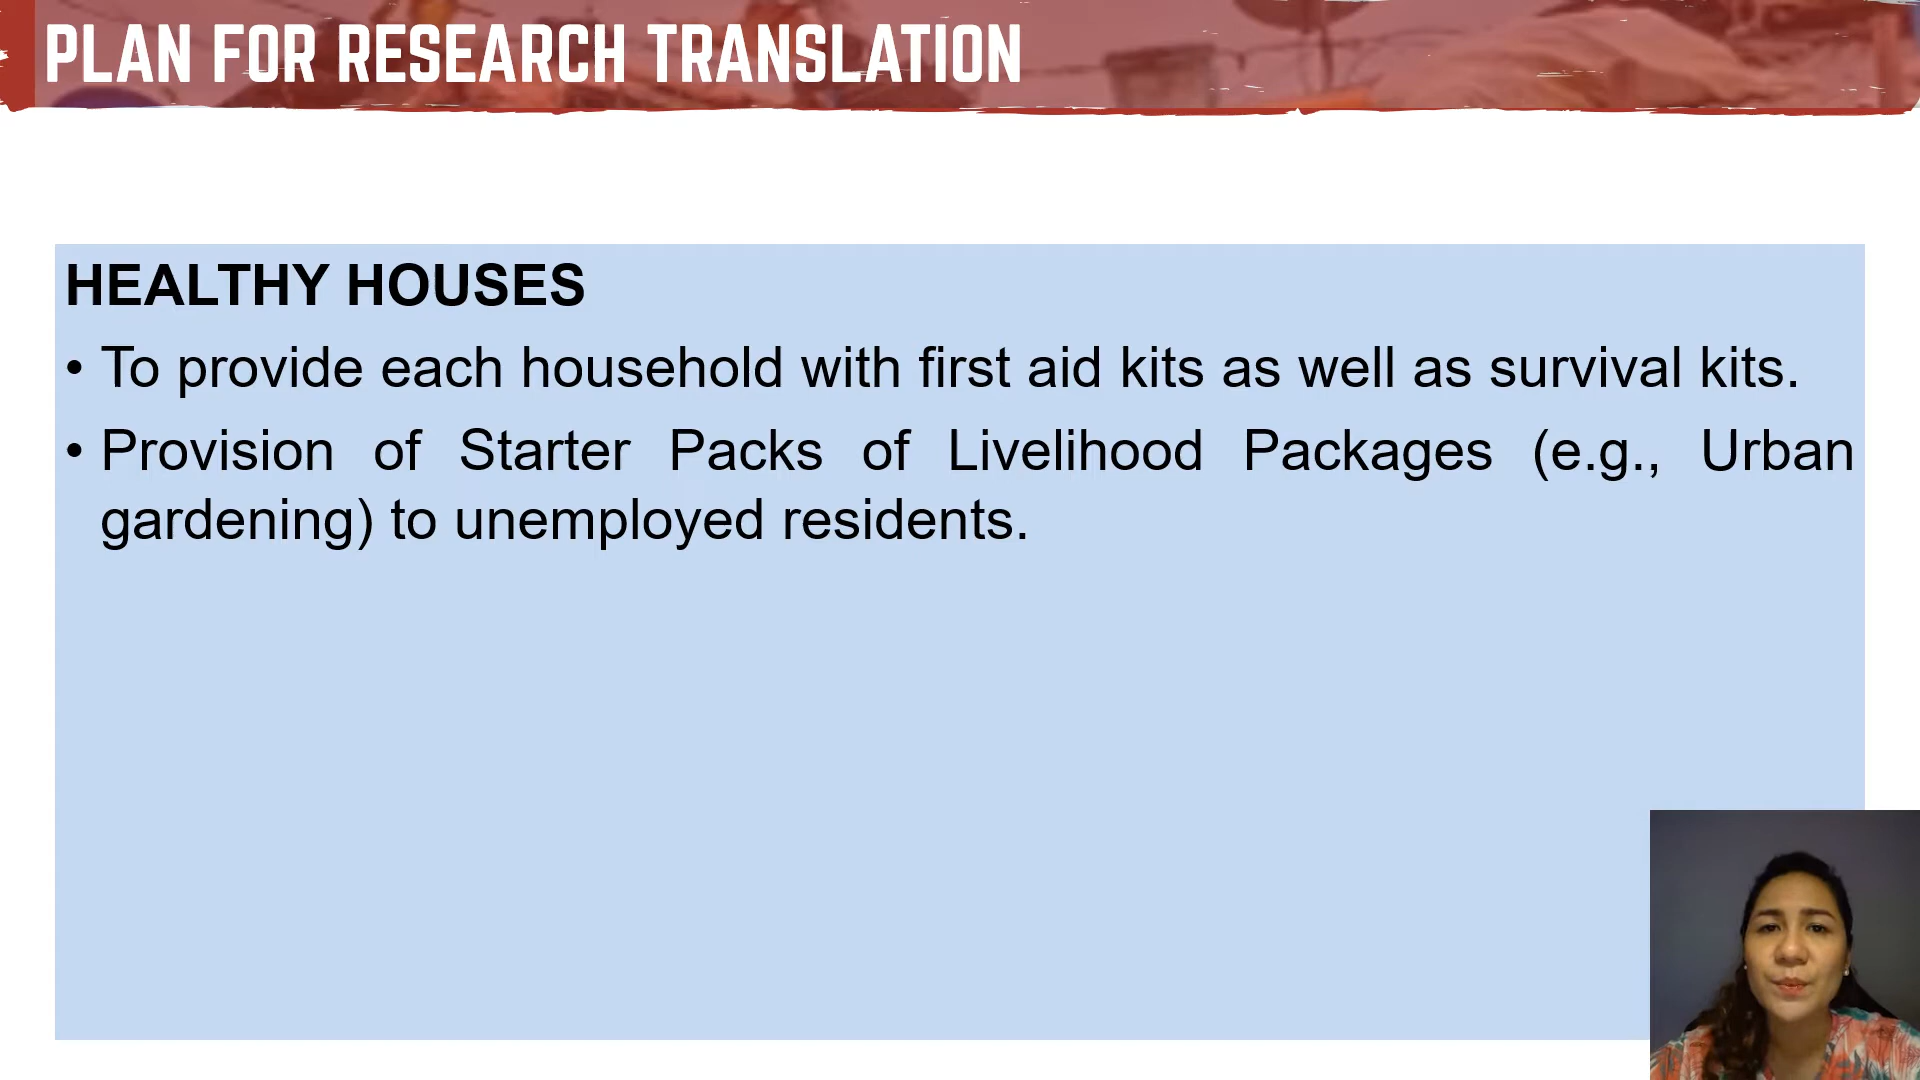 PLAN FOR RESEARCH TRANSLATION
HEALTHY HOUSES
• To provide each household with first aid kits as well as survival kits.
• Provision of Starter Packs of Livelihood Packages (e.g., Urban
gardening) to unemployed residents.